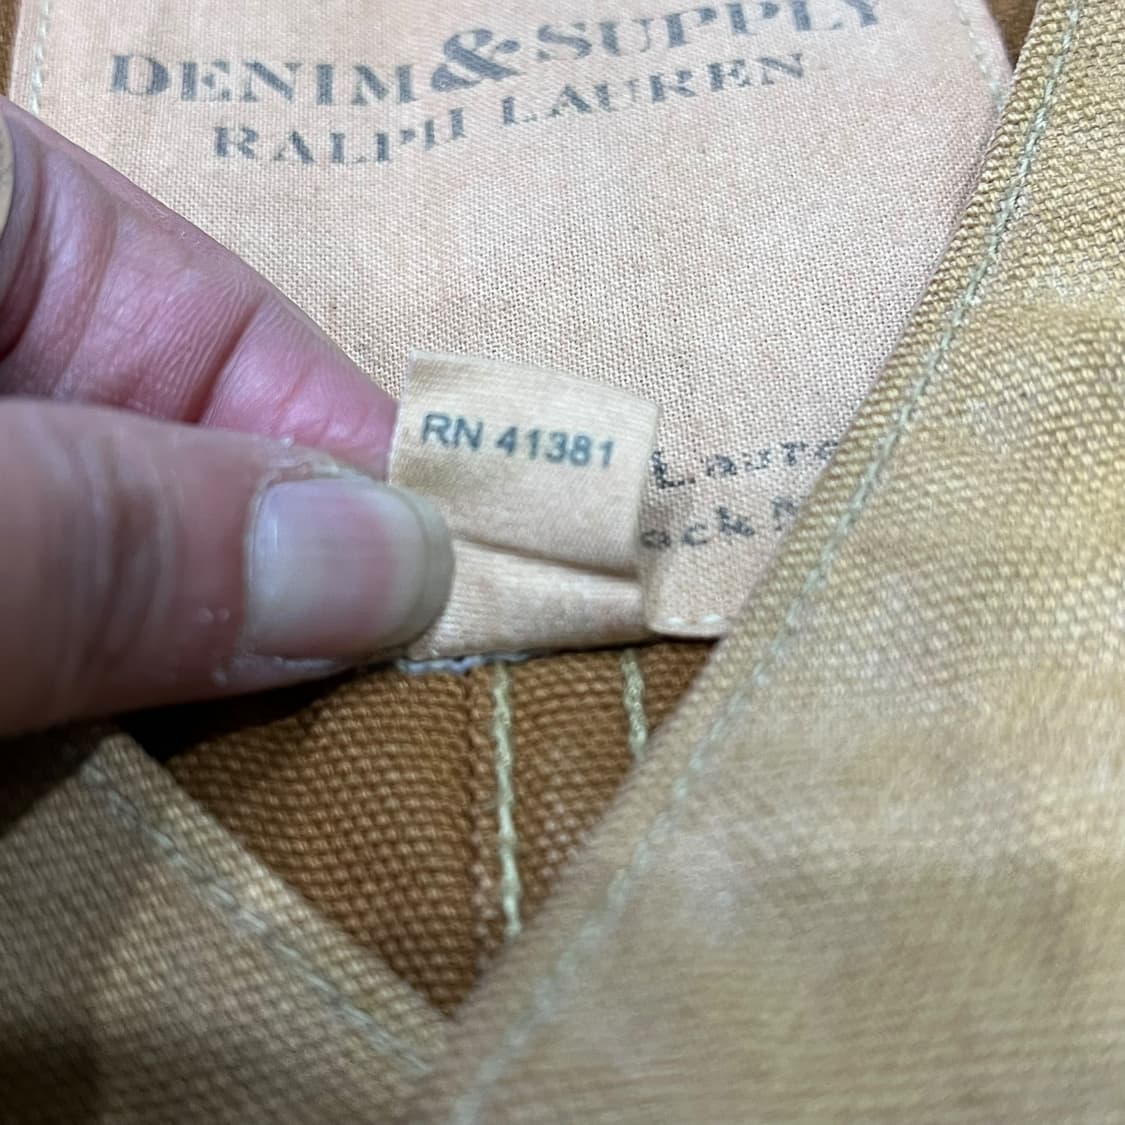 DENIM & SUPPLY
RALPH LAUREN
RN 41381